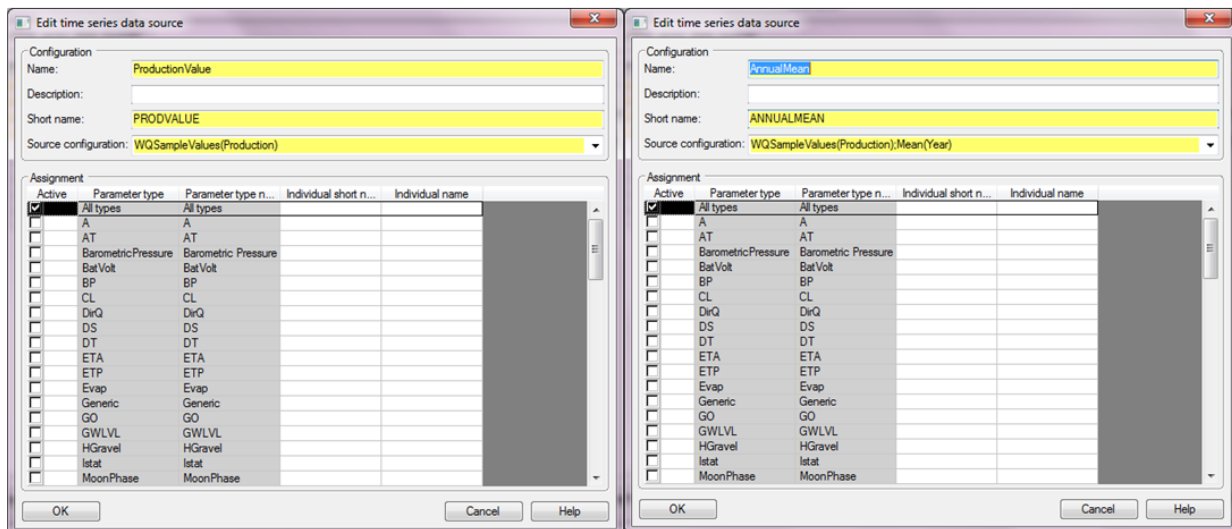 Edit time series data source
Configuration
Name: ProductionValue
Description:
Short name: PRODVALUE
Source configuration: WQSampleValues(Production)
Assignment
Active Parameter type Parameter type n... Individual short n... Individual name
All types All types
A A
AT AT
BarometricPressure Barometric Pressure
BatVolt BatVolt
BP BP
CL CL
DirQ DirQ
DS DS
DT DT
ETA ETA
ETP ETP
Evap Evap
Generic Generic
GO GO
GWLVL GWLVL
HGravel HGravel
Istat Istat
MoonPhase MoonPhase
OK Cancel Help
Edit time series data source
Configuration
Name: AnnualMean
Description:
Short name: ANNUALMEAN
Source configuration: WQSampleValues(Production);Mean(Year)
Assignment
Active Parameter type Parameter type n... Individual short n... Individual name
All types All types
A A
AT AT
BarometricPressure Barometric Pressure
BatVolt BatVolt
BP BP
CL CL
DirQ DirQ
DS DS
DT DT
ETA ETA
ETP ETP
Evap Evap
Generic Generic
GO GO
GWLVL GWLVL
HGravel HGravel
Istat Istat
MoonPhase MoonPhase
OK Cancel Help